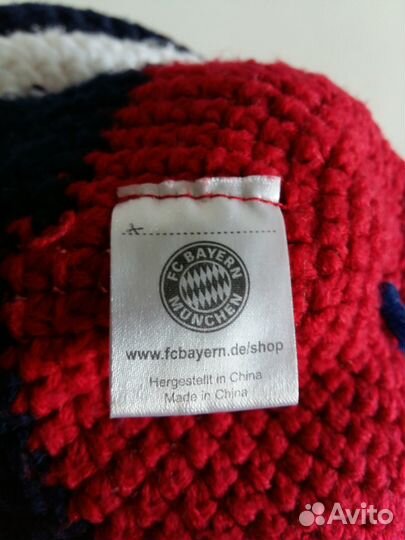 FC BAYERN
MÜNCHEN
www.fcbayern.de/shop
Hergestellt in China
Made in China
Avito